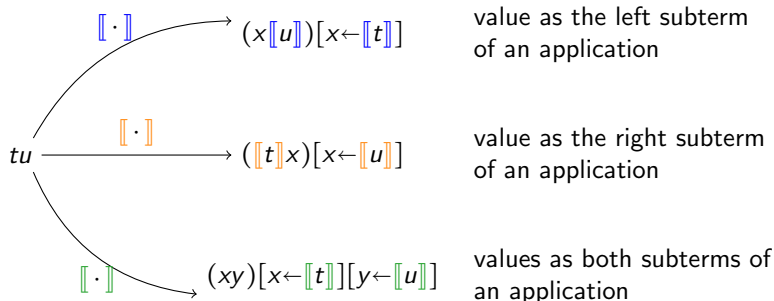 ⟦·⟧
(x⟦u⟧)[x←⟦t⟧]
value as the left subterm
of an application
tu
⟦·⟧
(⟦t⟧x)[x←⟦u⟧]
value as the right subterm
of an application
⟦·⟧
(xy)[x←⟦t⟧][y←⟦u⟧]
values as both subterms of
an application